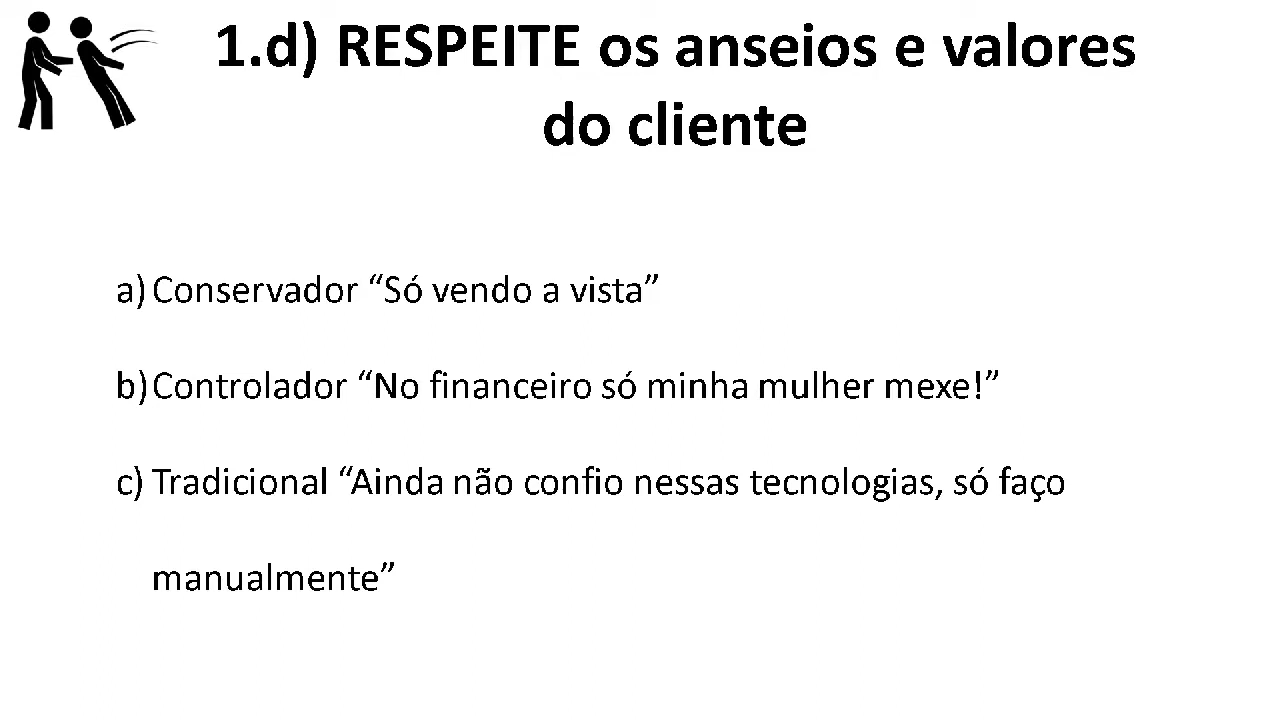 1.d) RESPEITE os anseios e valores
do cliente
a) Conservador “Só vendo a vista”
b) Controlador “No financeiro só minha mulher mexe!”
c) Tradicional “Ainda não confio nessas tecnologias, só faço
manualmente”